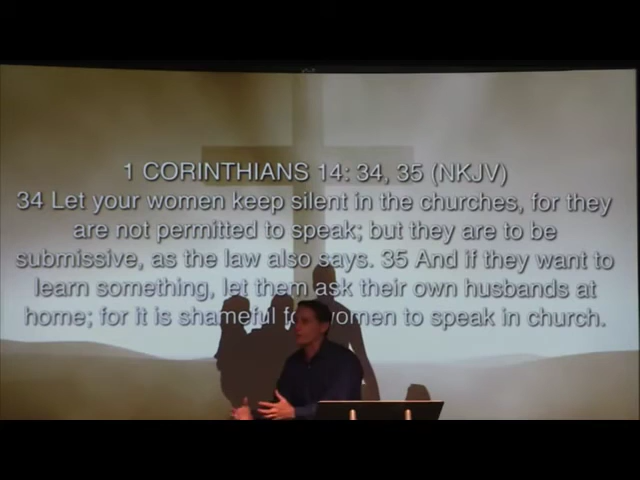 1 CORINTHIANS 14: 34, 35 (NKJV)
34 Let your women keep silent in the churches, for they
are not permitted to speak; but they are to be
submissive, as the law also says. 35 And if they want to
learn something, let them ask their own husbands at
home; for it is shameful women to speak in church.